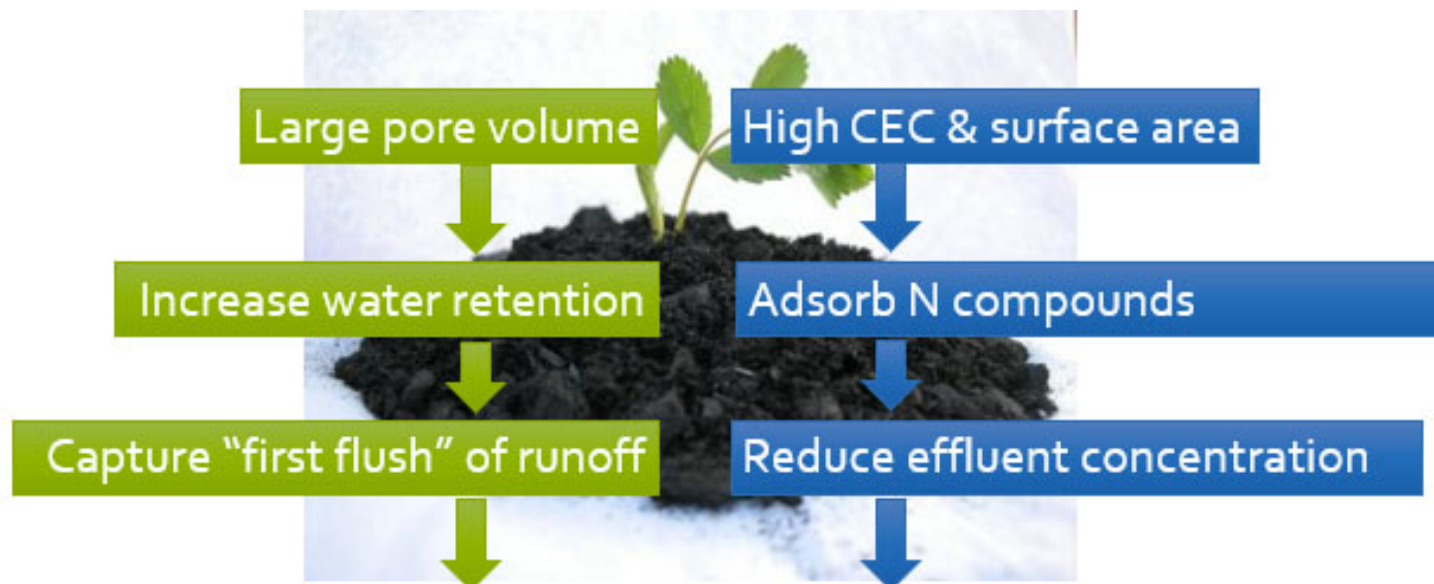 Large pore volume
High CEC & surface area
Increase water retention
Adsorb N compounds
Capture “first flush” of runoff
Reduce effluent concentration